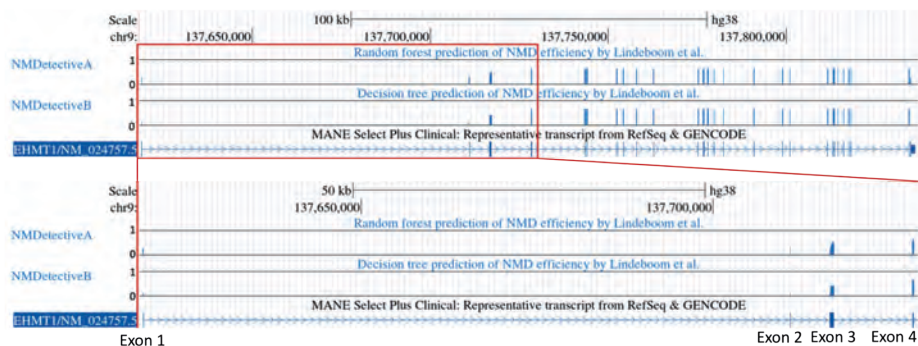 Scale 100 kb hg38
chr9: 137,650,000 137,700,000 137,750,000 137,800,000
Random forest prediction of NMD efficiency by Lindeboom et al.
NMDetectiveA 1
0
Decision tree prediction of NMD efficiency by Lindeboom et al.
NMDetectiveB 1
0
MANE Select Plus Clinical: Representative transcript from RefSeq & GENCODE
EHMT1/NM_024757.5
Scale 50 kb hg38
chr9: 137,650,000 137,700,000
Random forest prediction of NMD efficiency by Lindeboom et al.
NMDetectiveA 1
0
Decision tree prediction of NMD efficiency by Lindeboom et al.
NMDetectiveB 1
0
MANE Select Plus Clinical: Representative transcript from RefSeq & GENCODE
EHMT1/NM_024757.5
Exon 1 Exon 2 Exon 3 Exon 4